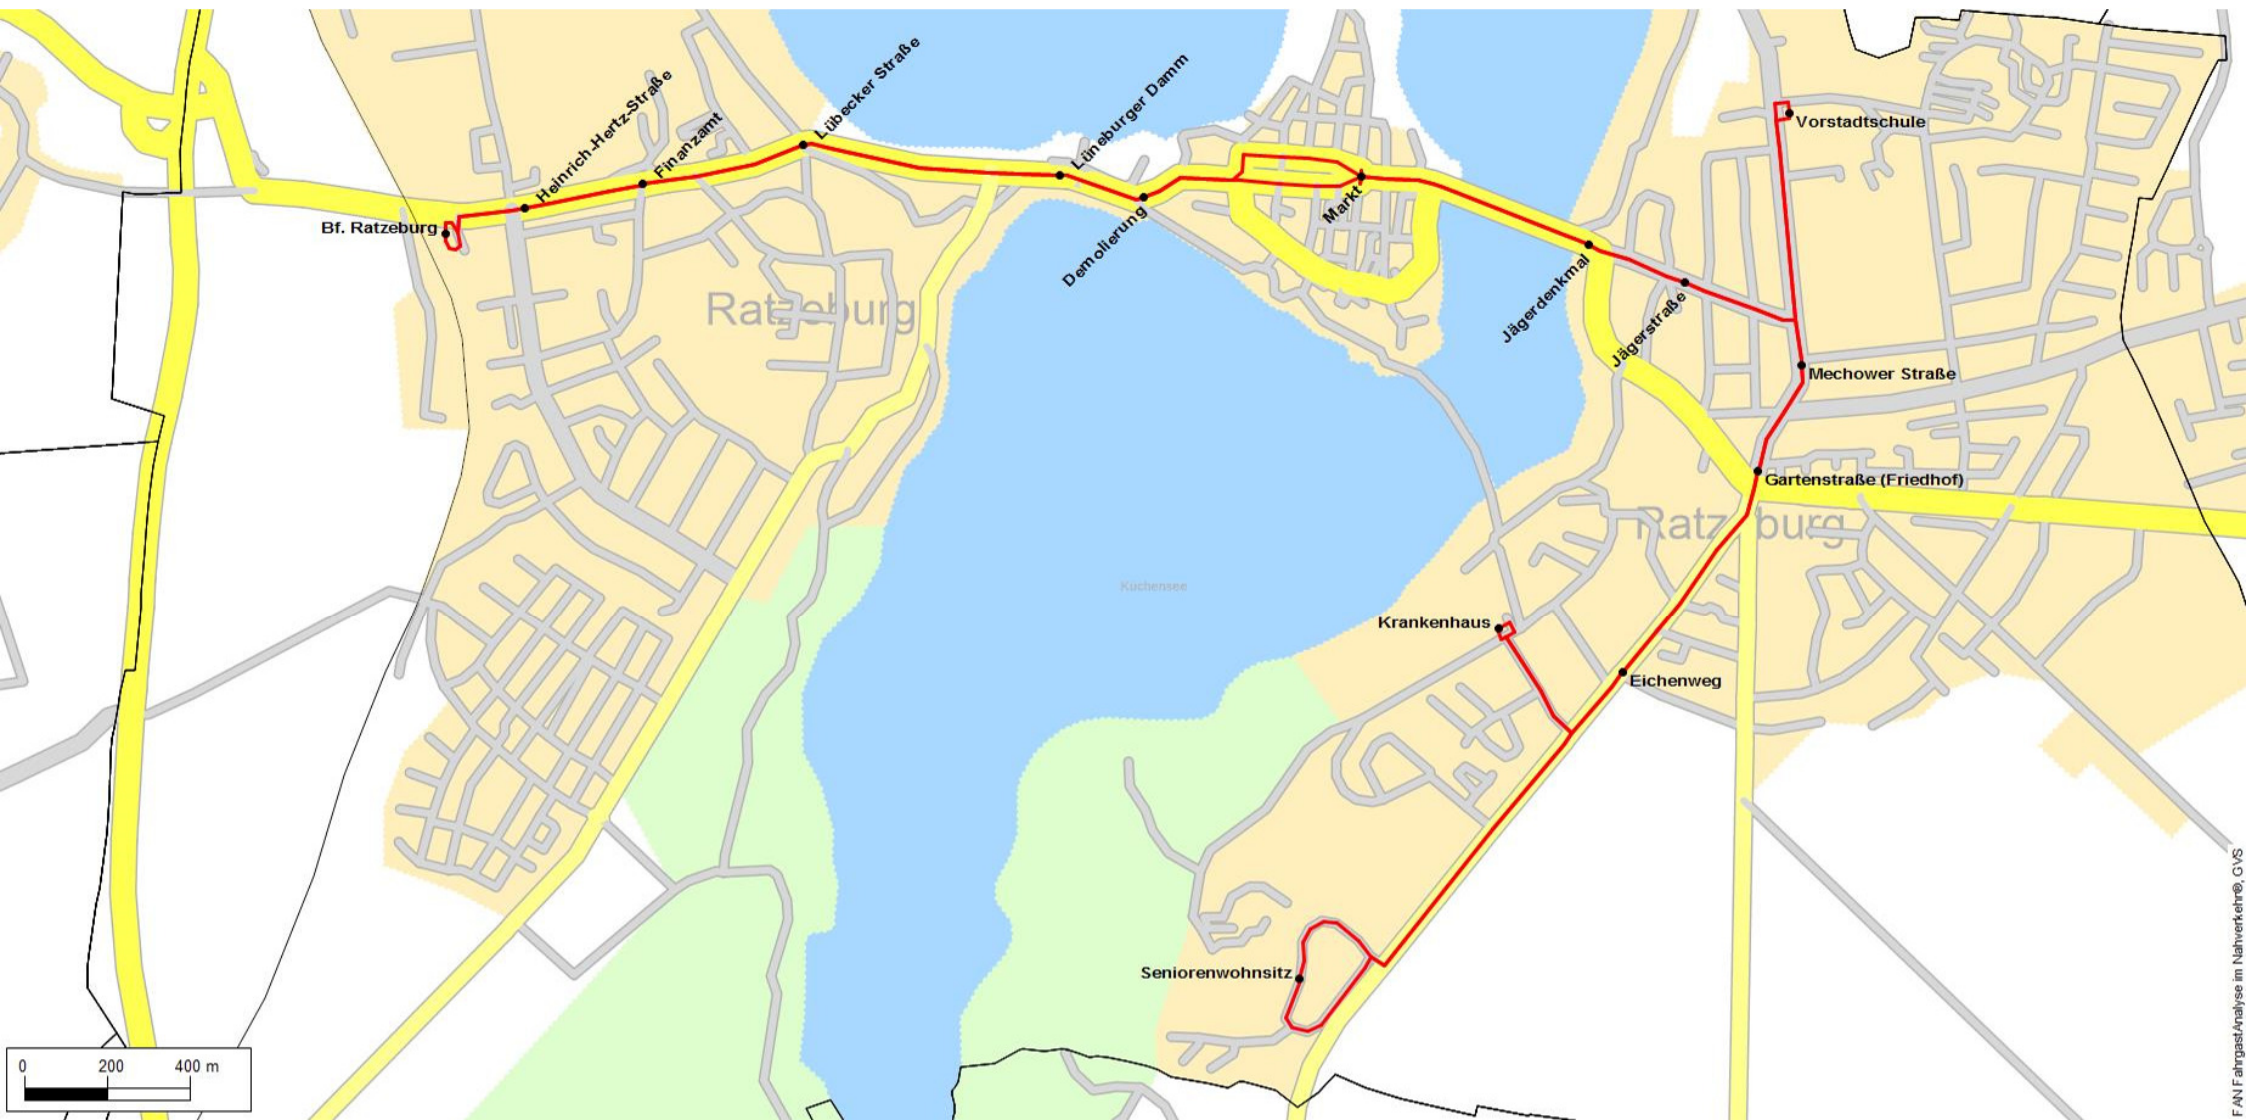 Heinrich-Hertz-Straße
Finanzamt
Lübecker Straße
Lüneburger Damm
Vorstadtschule
Bf. Ratzeburg
Demolierung
Markt
Jägerdenkmal
Jägerstraße
Ratzeburg
Mechower Straße
Gartenstraße (Friedhof)
Ratzeburg
Küchensee
Krankenhaus
Eichenweg
Seniorenwohnsitz
0 200 400 m
FAN FahrgastAnalyse im Nahverkehr®, GVS